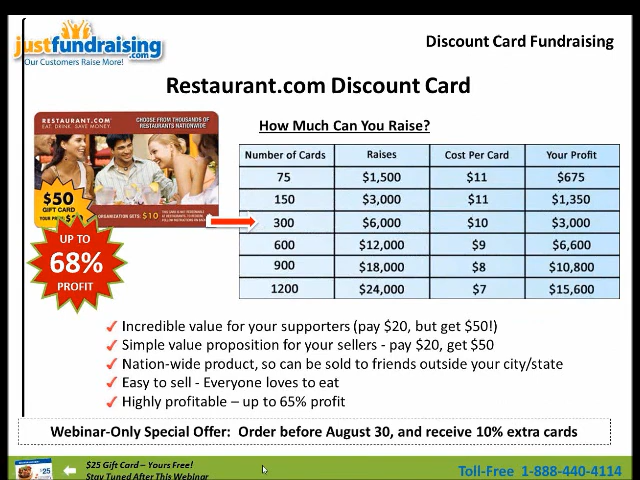 justfundraising.com
Our Customers Raise More!
Discount Card Fundraising
Restaurant.com Discount Card
RESTAURANT.COM
EAT. DRINK. SAVE MONEY.
CHOOSE FROM THOUSANDS OF
RESTAURANTS NATIONWIDE
$50
GIFT CARD
ORGANIZATION GETS: $10
UP TO
68%
PROFIT
How Much Can You Raise?
Number of Cards Raises Cost Per Card Your Profit
75 $1,500 $11 $675
150 $3,000 $11 $1,350
300 $6,000 $10 $3,000
600 $12,000 $9 $6,600
900 $18,000 $8 $10,800
1200 $24,000 $7 $15,600
✓ Incredible value for your supporters (pay $20, but get $50!)
✓ Simple value proposition for your sellers - pay $20, get $50
✓ Nation-wide product, so can be sold to friends outside your city/state
✓ Easy to sell - Everyone loves to eat
✓ Highly profitable – up to 65% profit
Webinar-Only Special Offer: Order before August 30, and receive 10% extra cards
$25
$25 Gift Card – Yours Free!
Stay Tuned After This Webinar
Toll-Free 1-888-440-4114